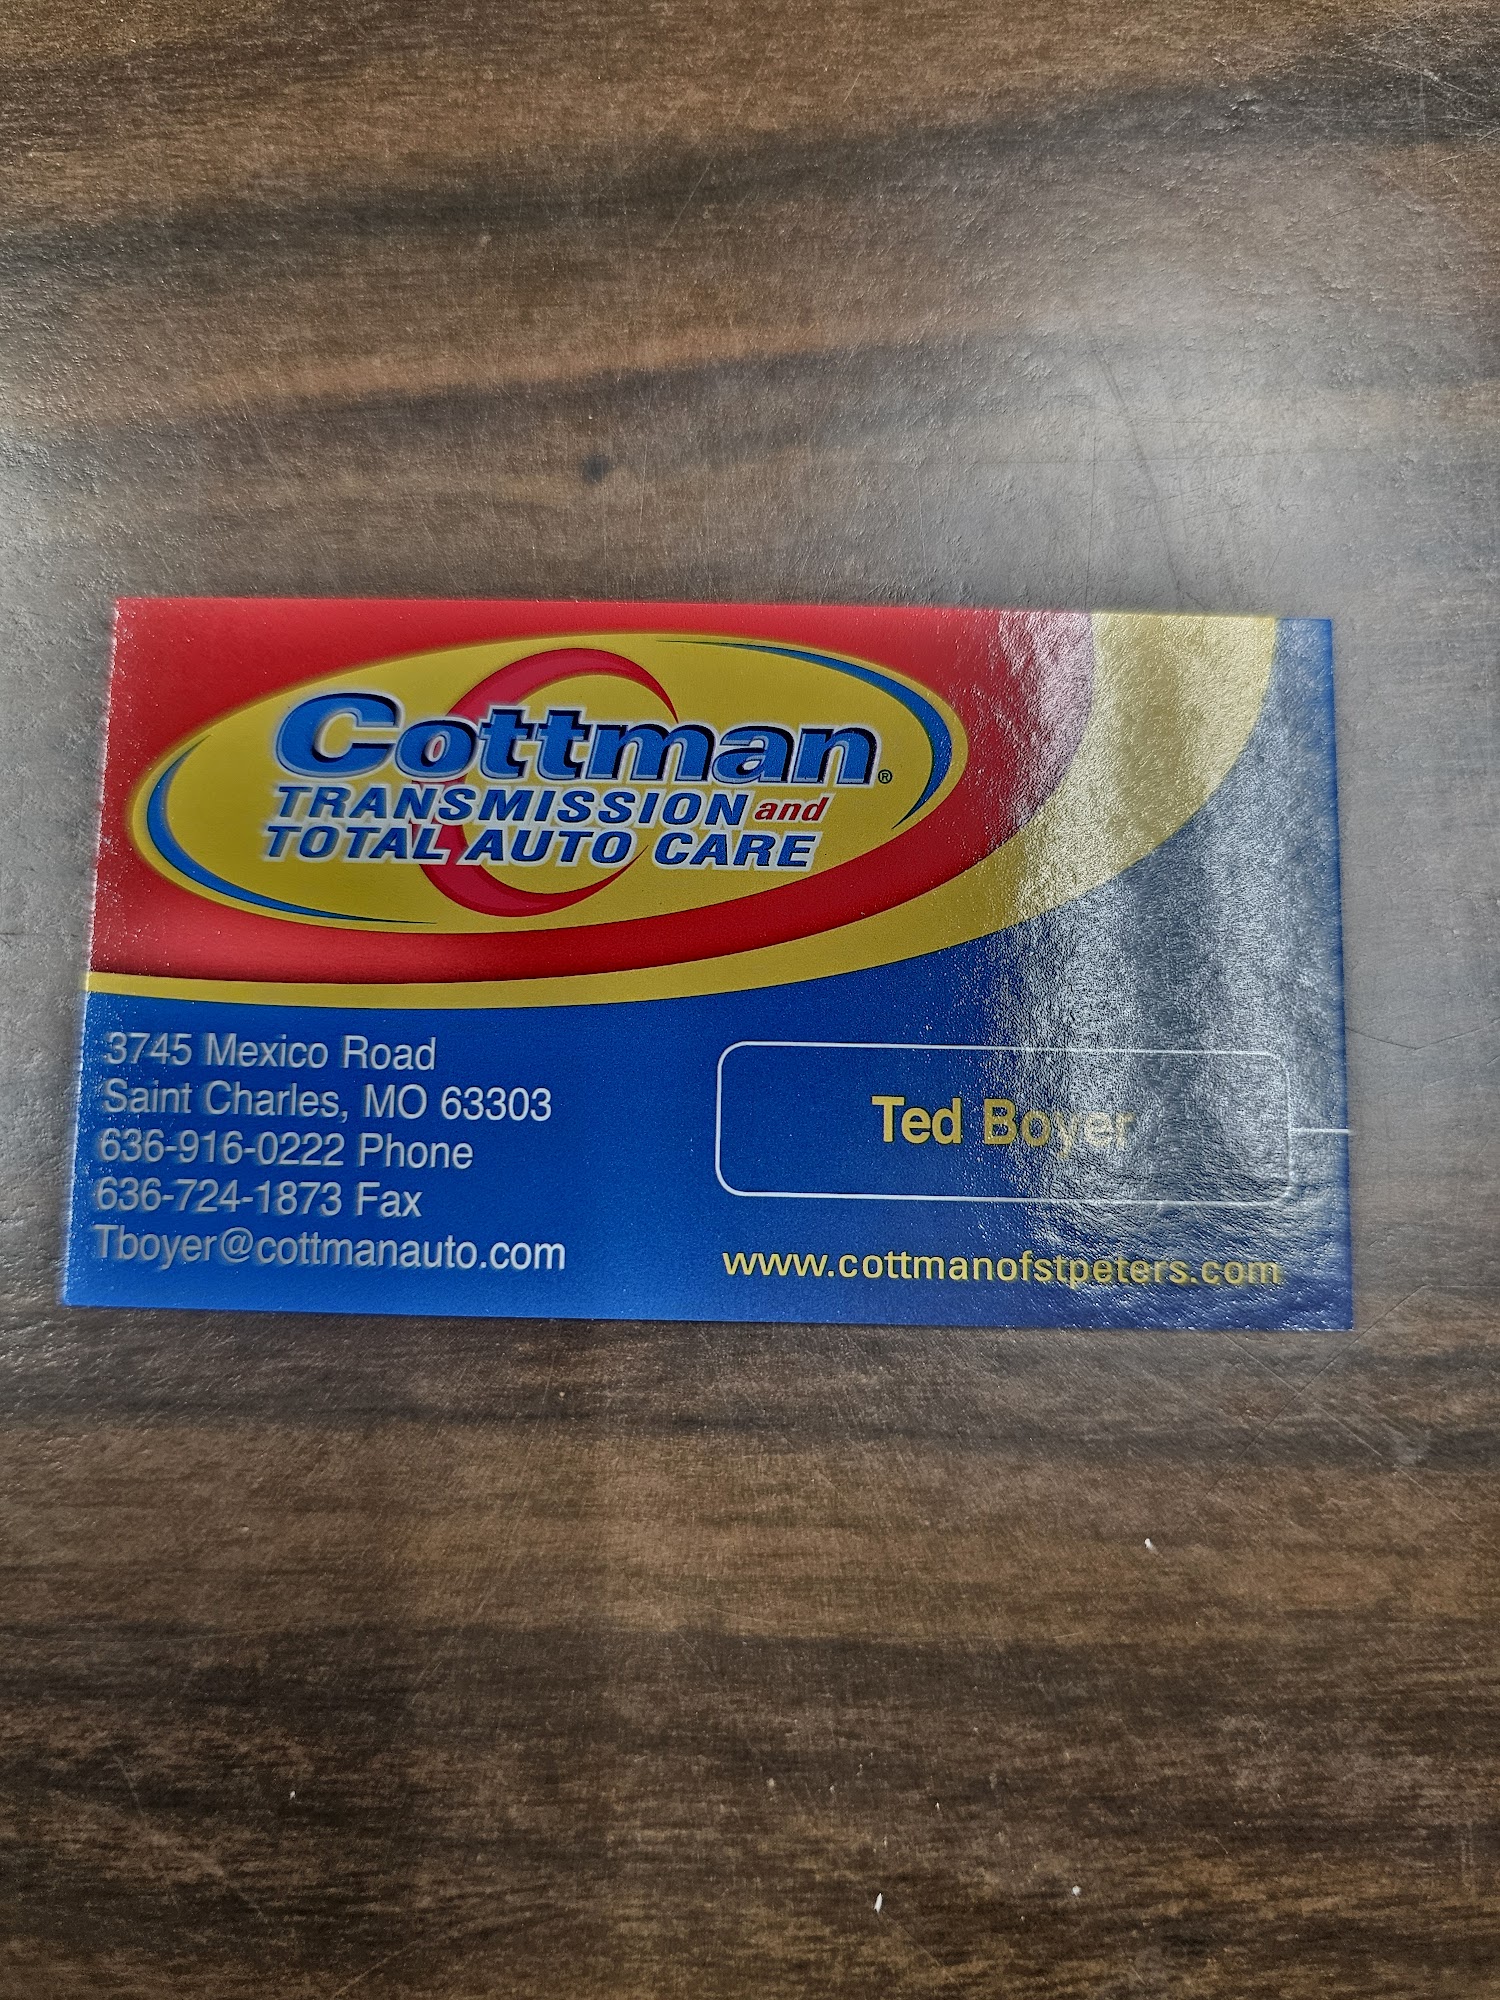 Cottman®
TRANSMISSION and
TOTAL AUTO CARE
3745 Mexico Road
Saint Charles, MO 63303
636-916-0222 Phone
636-724-1873 Fax
Tboyer@cottmanauto.com
Ted Boyer
www.cottmanofstpeters.com